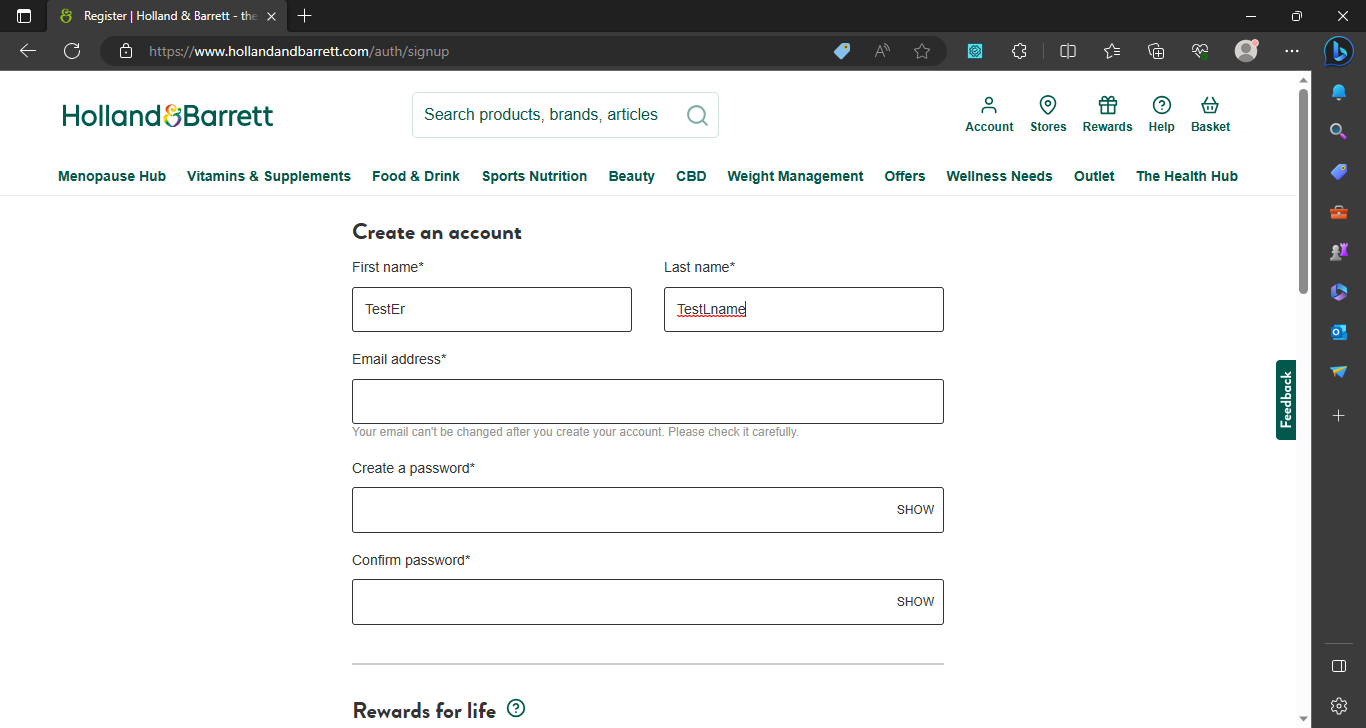 Register | Holland & Barrett - the
https://www.hollandandbarrett.com/auth/signup
Holland&Barrett
Search products, brands, articles
Account Stores Rewards Help Basket
Menopause Hub Vitamins & Supplements Food & Drink Sports Nutrition Beauty CBD Weight Management Offers Wellness Needs Outlet The Health Hub
Create an account
First name* Last name*
TestEr TestLname
Email address*
Your email can't be changed after you create your account. Please check it carefully.
Feedback
Create a password*
SHOW
Confirm password*
SHOW
Rewards for life